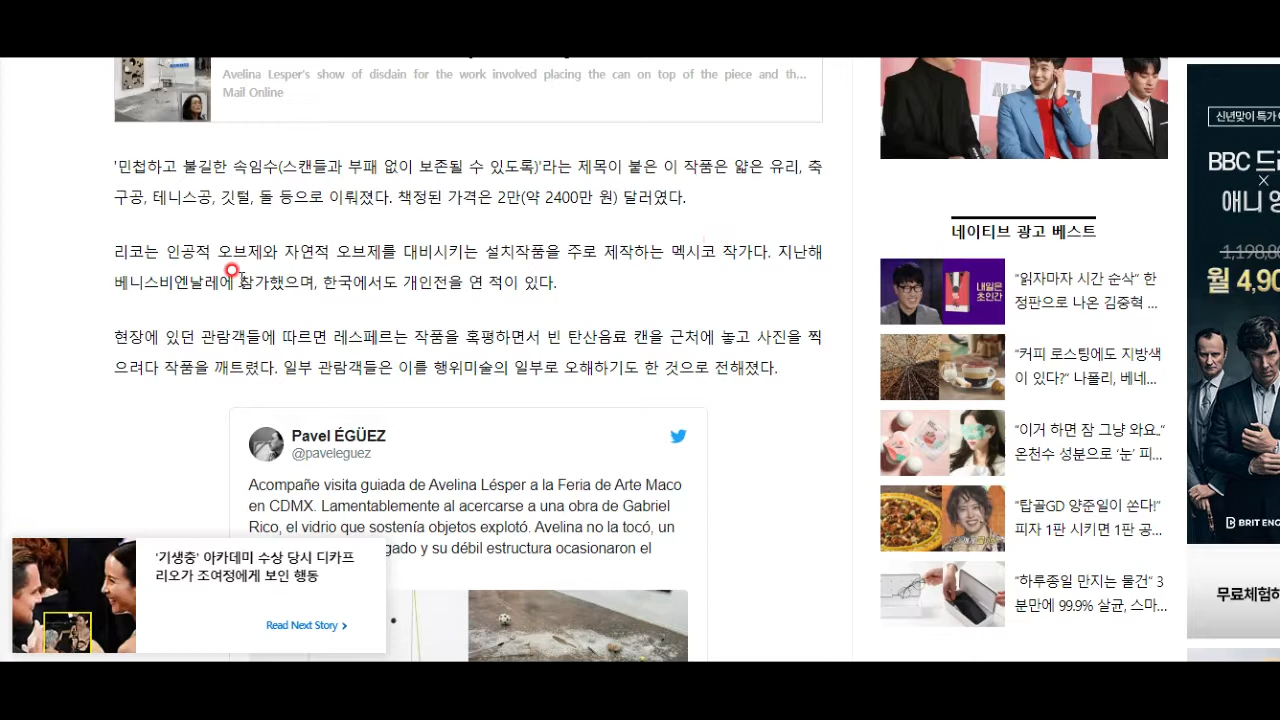 Avelina Lesper's show of disdain for the work involved placing the can on top of the piece and th...
Mail Online
'민첩하고 불길한 속임수(스캔들과 부패 없이 보존될 수 있도록)'라는 제목이 붙은 이 작품은 얇은 유리, 축
구공, 테니스공, 깃털, 돌 등으로 이뤄졌다. 책정된 가격은 2만(약 2400만 원) 달러였다.
리코는 인공적 오브제와 자연적 오브제를 대비시키는 설치작품을 주로 제작하는 멕시코 작가다. 지난해
베니스비엔날레에 참가했으며, 한국에서도 개인전을 연 적이 있다.
현장에 있던 관람객들에 따르면 레스페르는 작품을 혹평하면서 빈 탄산음료 캔을 근처에 놓고 사진을 찍
으려다 작품을 깨트렸다. 일부 관람객들은 이를 행위미술의 일부로 오해하기도 한 것으로 전해졌다.
Pavel ÉGÜEZ
@paveleguez
Acompañe visita guiada de Avelina Lésper a la Feria de Arte Maco
en CDMX. Lamentablemente al acercarse a una obra de Gabriel
Rico, el vidrio que sostenía objetos explotó. Avelina no la tocó, un
gado y su débil estructura ocasionaron el
'기생충' 아카데미 수상 당시 디카프
리오가 조여정에게 보인 행동
Read Next Story
네이티브 광고 베스트
내일은
초인간
“읽자마자 시간 순삭” 한
정판으로 나온 김중혁 ...
“커피 로스팅에도 지방색
이 있다?” 나폴리, 베네...
“이거 하면 잠 그냥 와요„”
온천수 성분으로 ‘눈’ 피...
“탑골GD 양준일이 쏜다!”
피자 1판 시키면 1판 공...
“하루종일 만지는 물건” 3
분만에 99.9% 살균, 스마...
신년맞이 특가
BBC 드
×
애니 영
월 4,90
BRIT ENG
무료체험하